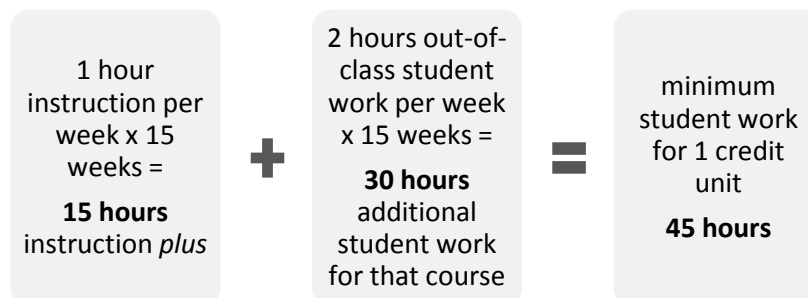 1 hour
instruction per
week x 15
weeks =
15 hours
instruction plus
+
2 hours out-of-
class student
work per week
x 15 weeks =
30 hours
additional
student work
for that course
=
minimum
student work
for 1 credit
unit
45 hours